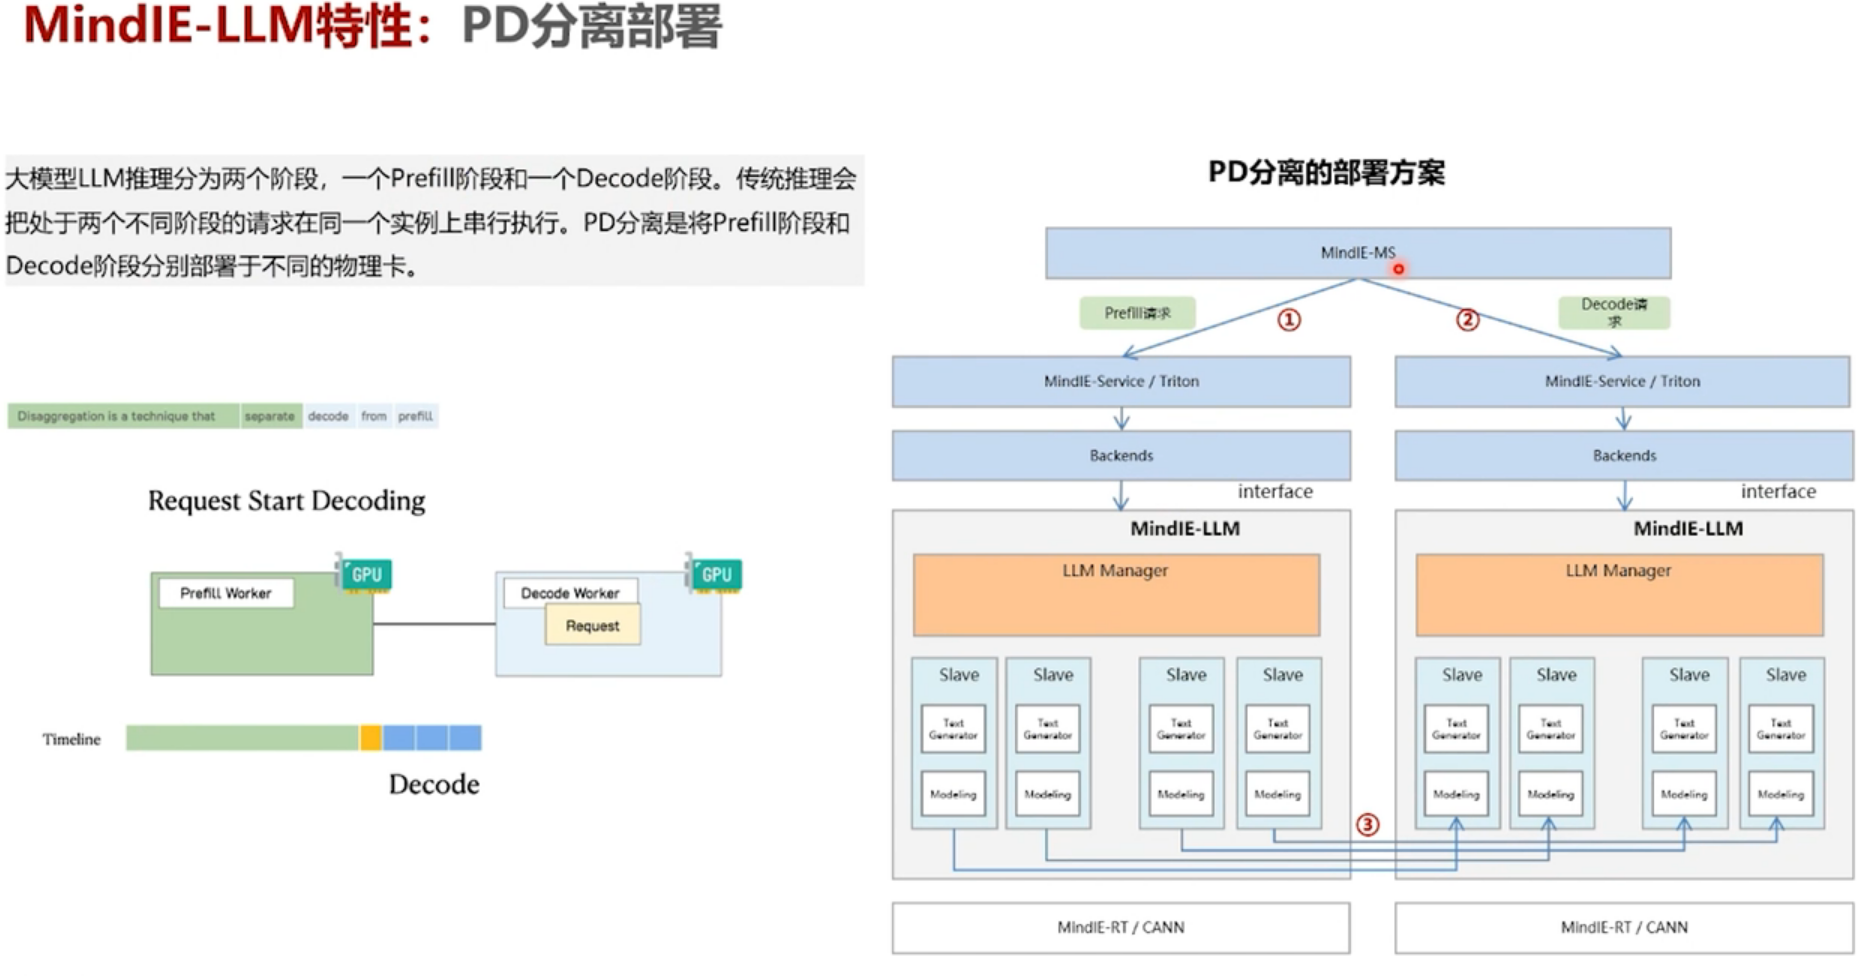 MindIE-LLM特性：PD分离部署
大模型LLM推理分为两个阶段，一个Prefill阶段和一个Decode阶段。传统推理会
把处于两个不同阶段的请求在同一个实例上串行执行。PD分离是将Prefill阶段和
Decode阶段分别部署于不同的物理卡。
Disaggregation is a technique that separate decode from prefill
Request Start Decoding
GPU
GPU
Prefill Worker
Decode Worker
Request
Timeline
Decode
PD分离的部署方案
MindIE-MS
Prefill请求
①
②
Decode请
求
MindIE-Service / Triton
MindIE-Service / Triton
Backends
Backends
interface
interface
MindIE-LLM
MindIE-LLM
LLM Manager
LLM Manager
Slave Slave Slave Slave
Slave Slave Slave Slave
Text Text Text Text
Generator Generator Generator Generator
Text Text Text Text
Generator Generator Generator Generator
Modeling Modeling Modeling Modeling
Modeling Modeling Modeling Modeling
③
MindIE-RT / CANN
MindIE-RT / CANN